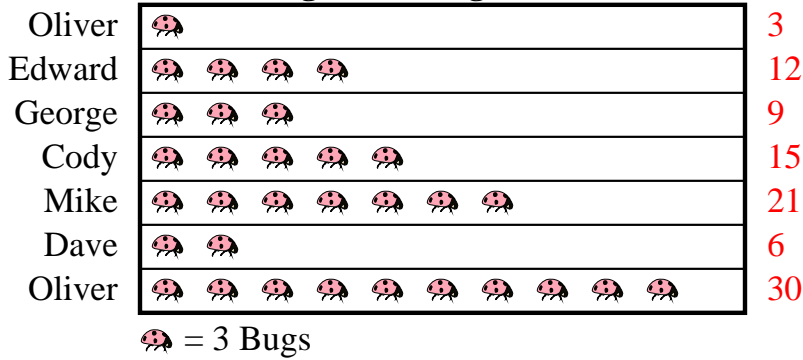 Oliver 3
Edward 12
George 9
Cody 15
Mike 21
Dave 6
Oliver 30
= 3 Bugs